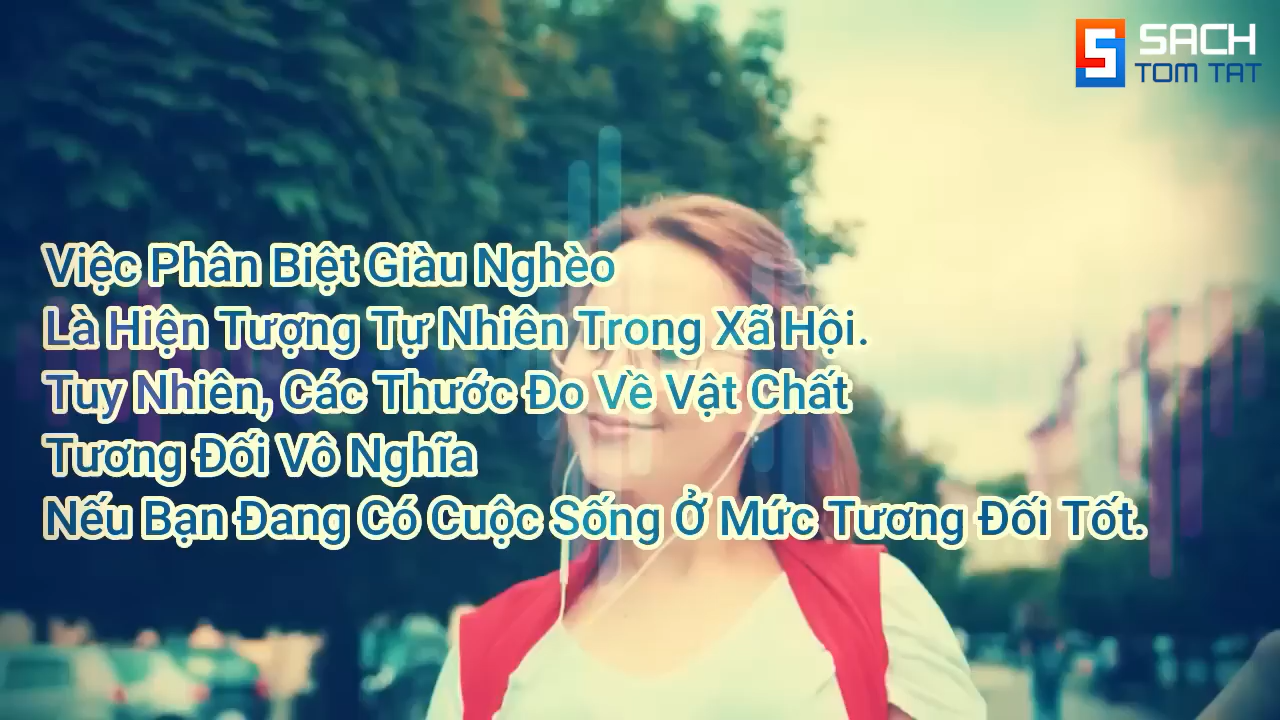 SACH
TOM TAT
Việc Phân Biệt Giàu Nghèo
Là Hiện Tượng Tự Nhiên Trong Xã Hội.
Tuy Nhiên, Các Thước Đo Về Vật Chất
Tương Đối Vô Nghĩa
Nếu Bạn Đang Có Cuộc Sống Ở Mức Tương Đối Tốt.